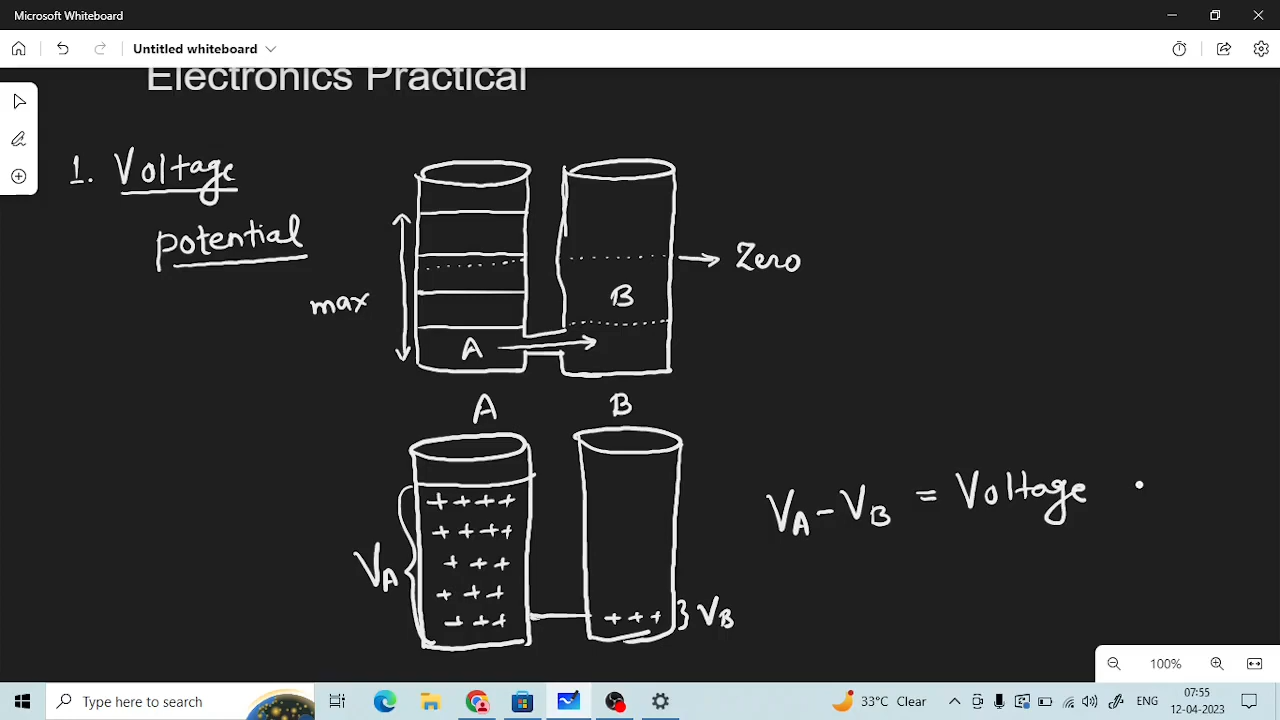 Microsoft Whiteboard
Untitled whiteboard
Electronics Practical
1. Voltage
potential
max
Zero
B
A
A B
+ + + +
+ + + +
+ + +
+ + +
+ + +
VA
+ + +
VB
VA - VB = Voltage
100%
Type here to search
33°C Clear
ENG
07:55
12-04-2023